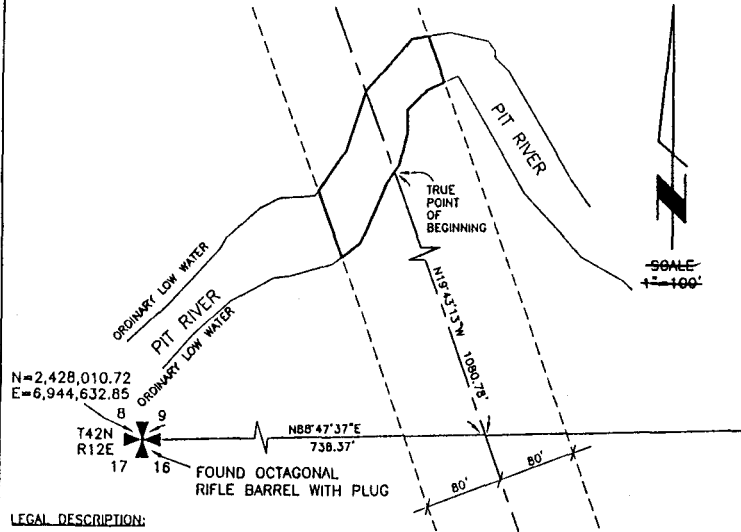 PIT RIVER
TRUE
POINT
OF
BEGINNING
SCALE
1"=100'
ORDINARY LOW WATER
PIT RIVER
ORDINARY LOW WATER
N19°43'13"W 1080.78'
N=2,428,010.72
E=6,944,632.85
8 9
T42N
R12E
17 16
N88°47'37"E
738.37'
FOUND OCTAGONAL
RIFLE BARREL WITH PLUG
80' 80'
LEGAL DESCRIPTION: